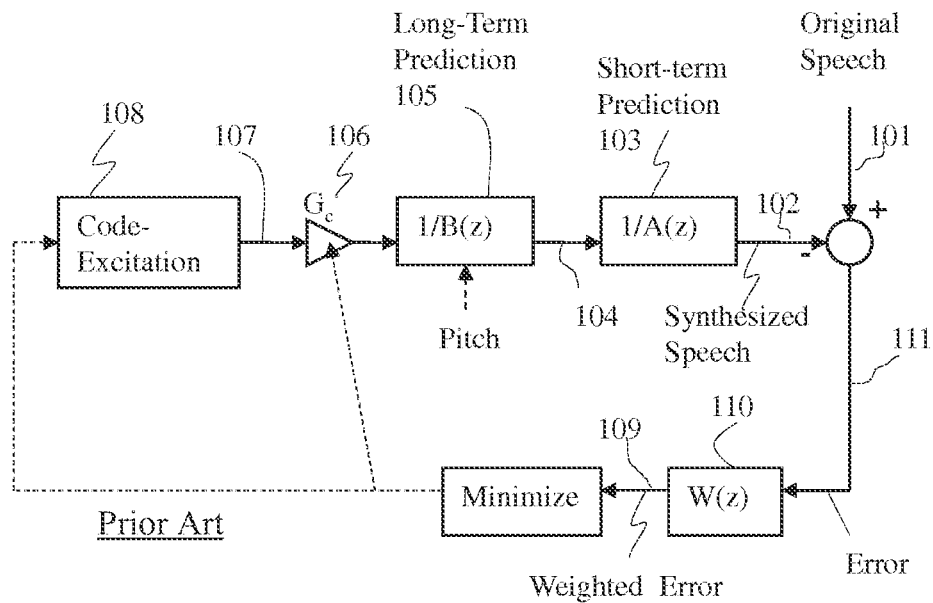 Long-Term
Prediction
105
Original
Speech
Short-term
Prediction
103
108
107
106
101
G_c
Code-
Excitation
1/B(z)
1/A(z)
102
+
-
104
Pitch
Synthesized
Speech
111
110
109
Minimize
W(z)
Prior Art
Error
Weighted Error